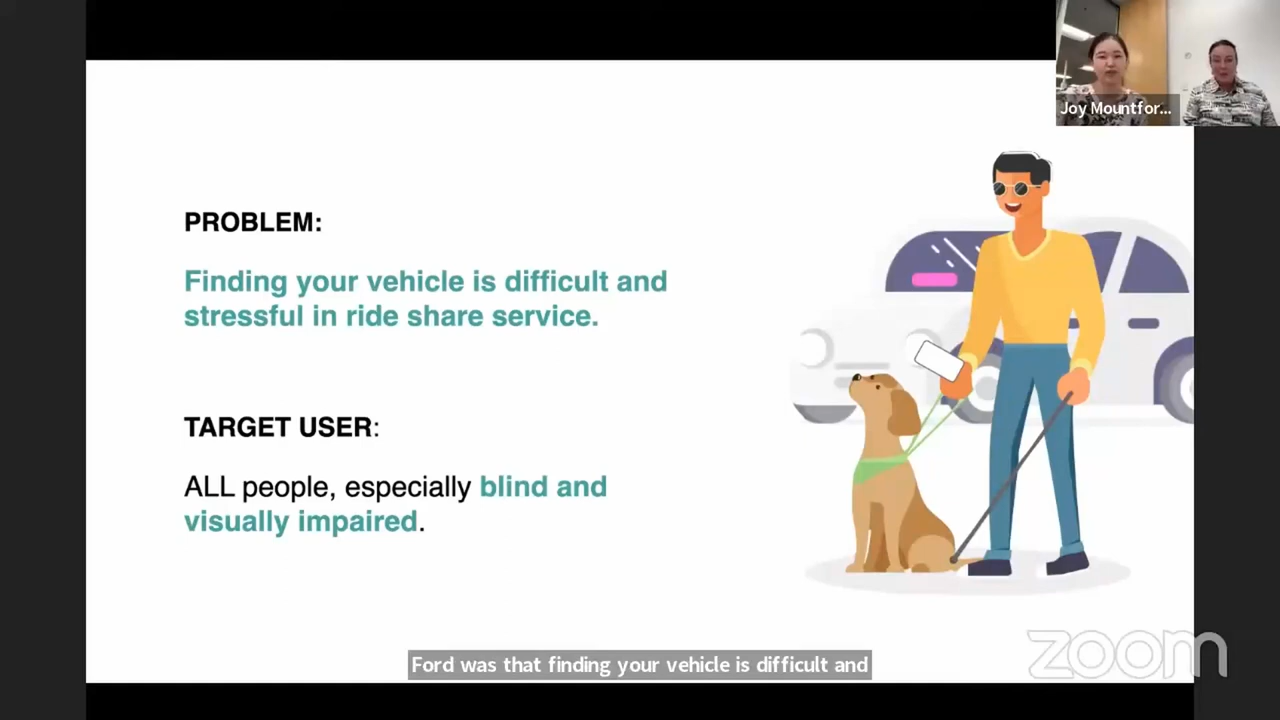 Joy Mountfor...
PROBLEM:
Finding your vehicle is difficult and
stressful in ride share service.
TARGET USER:
ALL people, especially blind and
visually impaired.
Ford was that finding your vehicle is difficult and
zoom